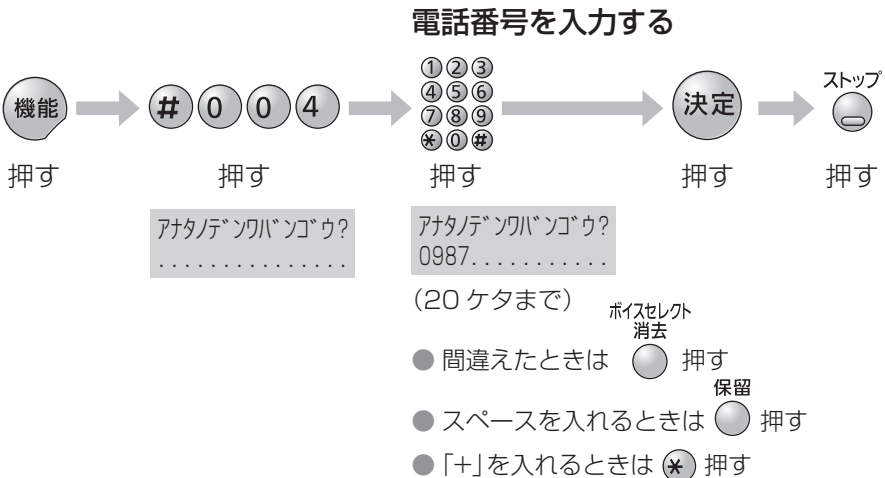 電話番号を入力する
機能
# 0 0 4
1 2 3
4 5 6
7 8 9
* 0 #
決定
ストップ
押す 押す 押す 押す 押す
アナタノデンワバンゴウ?
...............
アナタノデンワバンゴウ?
0987...........
(20ケタまで)
ボイスセレクト
消去
● 間違えたときは 押す
保留
● スペースを入れるときは 押す
● 「+」を入れるときは * 押す